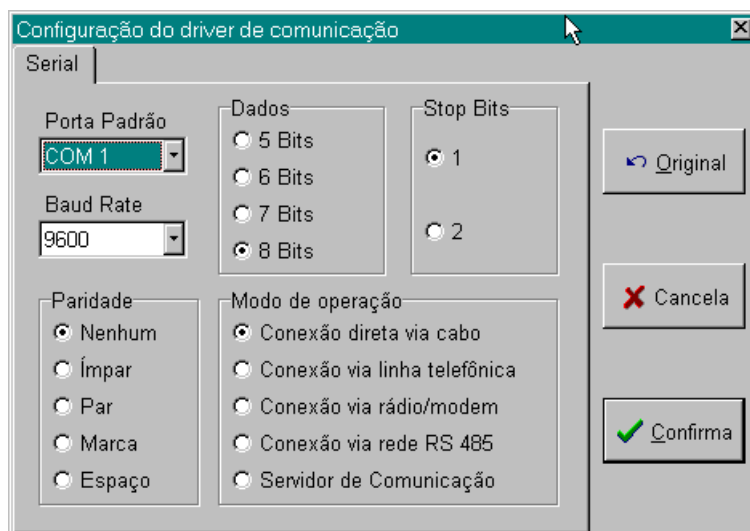 Configuração do driver de comunicação
Serial
Porta Padrão
COM 1
Baud Rate
9600
Dados
5 Bits
6 Bits
7 Bits
8 Bits
Stop Bits
1
2
Paridade
Nenhum
Ímpar
Par
Marca
Espaço
Modo de operação
Conexão direta via cabo
Conexão via linha telefônica
Conexão via rádio/modem
Conexão via rede RS 485
Servidor de Comunicação
Original
Cancela
Confirma